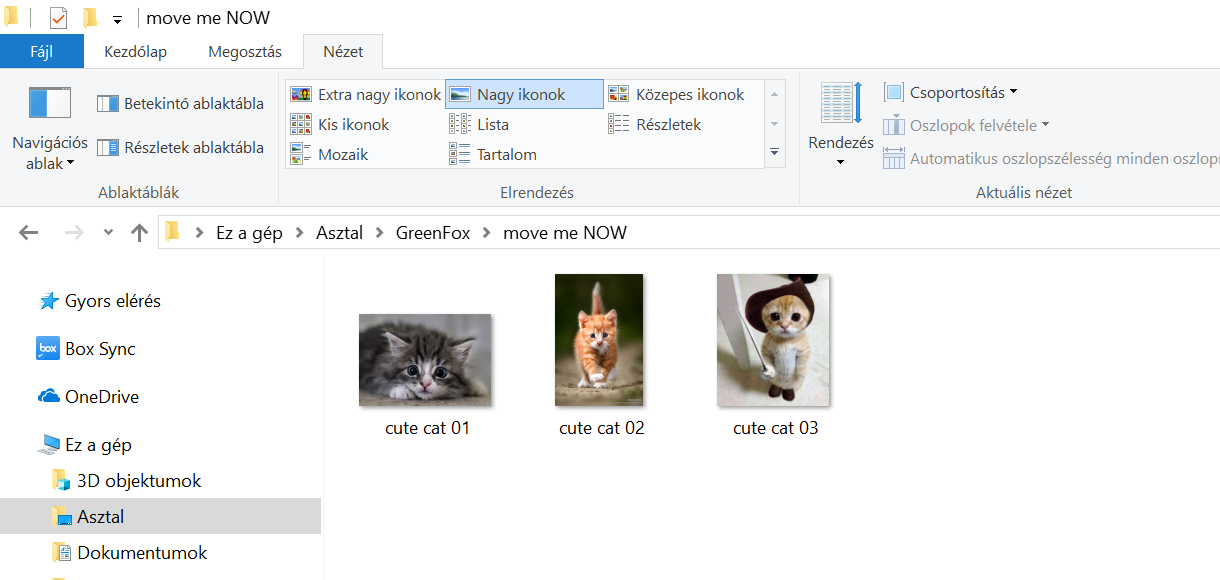 move me NOW
Fájl Kezdőlap Megosztás Nézet
Navigációs ablak
Betekintő ablaktábla
Részletek ablaktábla
Ablaktáblák
Extra nagy ikonok Nagy ikonok Közepes ikonok
Kis ikonok Lista Részletek
Mozaik Tartalom
Elrendezés
Rendezés
Csoportosítás
Oszlopok felvétele
Automatikus oszlopszélesség minden oszlopr
Aktuális nézet
Ez a gép Asztal GreenFox move me NOW
Gyors elérés
box Box Sync
OneDrive
Ez a gép
3D objektumok
Asztal
Dokumentumok
cute cat 01 cute cat 02 cute cat 03